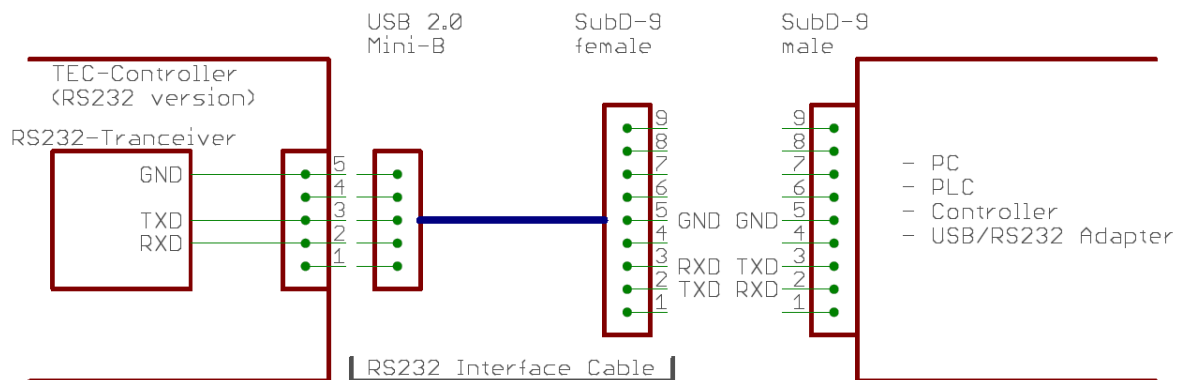 USB 2.0
Mini-B
SubD-9
female
SubD-9
male
TEC-Controller
(RS232 version)
RS232-Tranceiver
GND
TXD
RXD
5
4
3
2
1
9
8
7
6
5
4
3
2
1
GND
RXD
TXD
GND
TXD
RXD
9
8
7
6
5
4
3
2
1
- PC
- PLC
- Controller
- USB/RS232 Adapter
RS232 Interface Cable